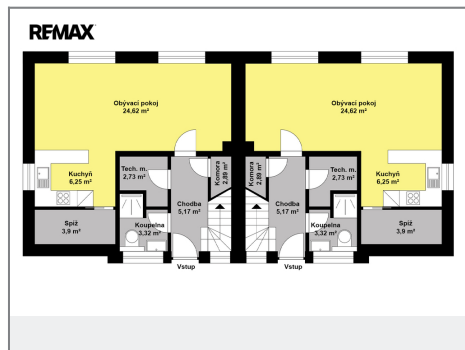 RE/MAX
Obývací pokoj
24,62 m²
Obývací pokoj
24,62 m²
Kuchyň
6,25 m²
Tech. m.
2,73 m²
Komora
2,89 m²
Komora
2,89 m²
Tech. m.
2,73 m²
Kuchyň
6,25 m²
Chodba
5,17 m²
Chodba
5,17 m²
Spíž
3,9 m²
Koupelna
3,32 m²
Koupelna
3,32 m²
Spíž
3,9 m²
Vstup
Vstup